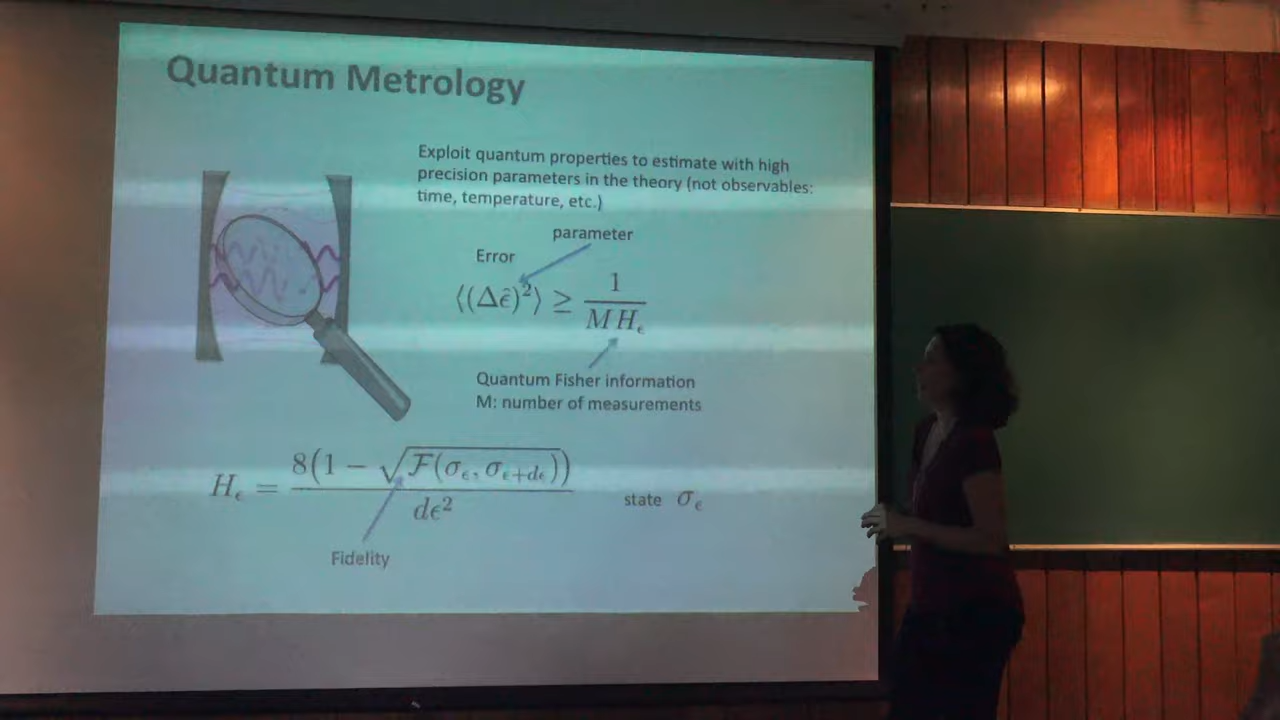 Quantum Metrology
Exploit quantum properties to estimate with high
precision parameters in the theory (not observables:
time, temperature, etc.)
parameter
Error
⟨(Δε̂)²⟩ ≥ 1 / (M H_ε)
Quantum Fisher information
M: number of measurements
H_ε = 8(1 − √F(σ_ε, σ_{ε+dε})) / dε²
state σ_ε
Fidelity